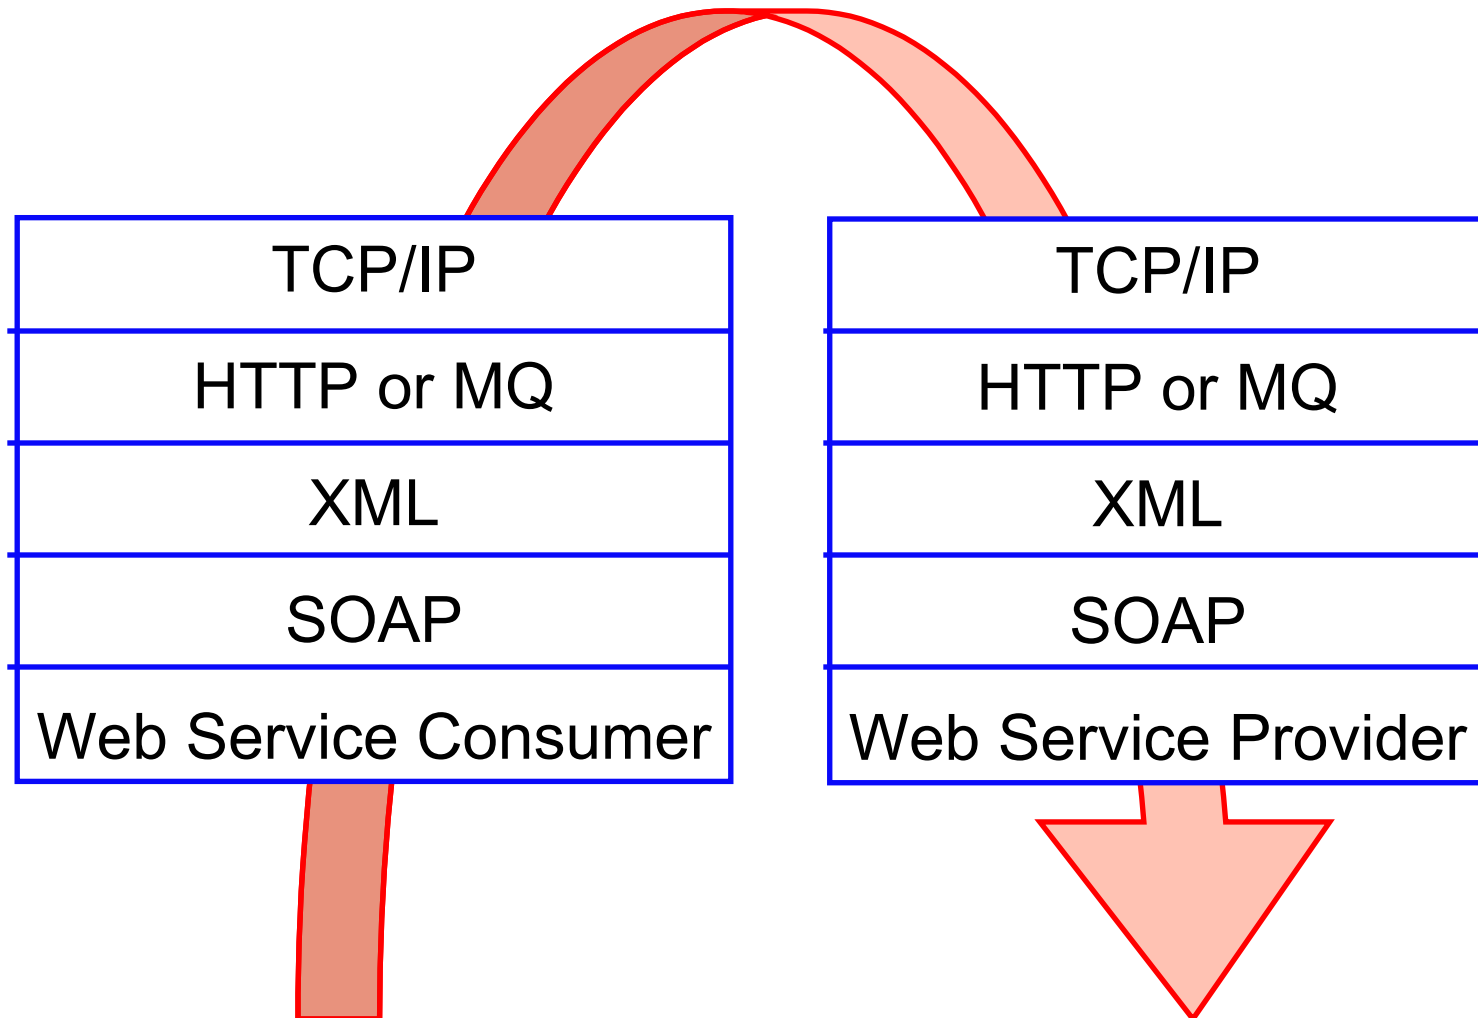 TCP/IP
HTTP or MQ
XML
SOAP
Web Service Consumer
TCP/IP
HTTP or MQ
XML
SOAP
Web Service Provider